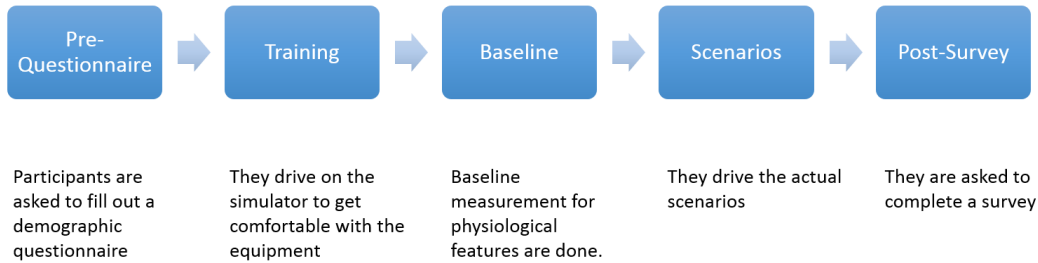 Pre-
Questionnaire
Training
Baseline
Scenarios
Post-Survey
Participants are
asked to fill out a
demographic
questionnaire
They drive on the
simulator to get
comfortable with the
equipment
Baseline
measurement for
physiological
features are done.
They drive the actual
scenarios
They are asked to
complete a survey